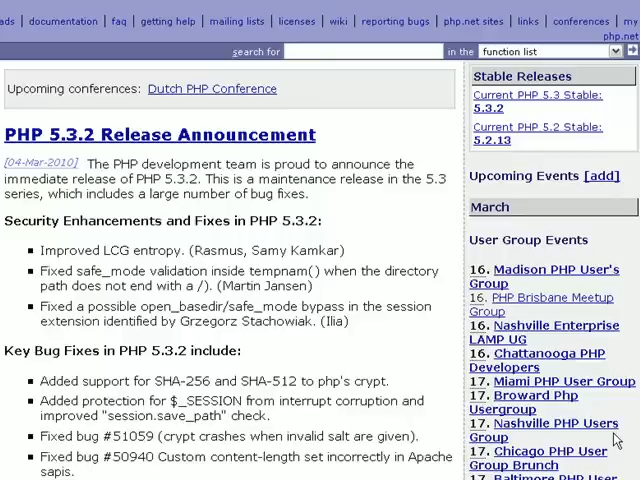 ads | documentation | faq | getting help | mailing lists | licenses | wiki | reporting bugs | php.net sites | links | conferences | my
php.net
search for in the function list
Upcoming conferences: Dutch PHP Conference
PHP 5.3.2 Release Announcement
[04-Mar-2010] The PHP development team is proud to announce the
immediate release of PHP 5.3.2. This is a maintenance release in the 5.3
series, which includes a large number of bug fixes.
Security Enhancements and Fixes in PHP 5.3.2:
Improved LCG entropy. (Rasmus, Samy Kamkar)
Fixed safe_mode validation inside tempnam() when the directory
path does not end with a /). (Martin Jansen)
Fixed a possible open_basedir/safe_mode bypass in the session
extension identified by Grzegorz Stachowiak. (Ilia)
Key Bug Fixes in PHP 5.3.2 include:
Added support for SHA-256 and SHA-512 to php's crypt.
Added protection for $_SESSION from interrupt corruption and
improved "session.save_path" check.
Fixed bug #51059 (crypt crashes when invalid salt are given).
Fixed bug #50940 Custom content-length set incorrectly in Apache
sapis.
Stable Releases
Current PHP 5.3 Stable:
5.3.2
Current PHP 5.2 Stable:
5.2.13
Upcoming Events [add]
March
User Group Events
16. Madison PHP User's
Group
16. PHP Brisbane Meetup
Group
16. Nashville Enterprise
LAMP UG
16. Chattanooga PHP
Developers
17. Miami PHP User Group
17. Broward Php
Usergroup
17. Nashville PHP Users
Group
17. Chicago PHP User
Group Brunch
17. Baltimore PHP User